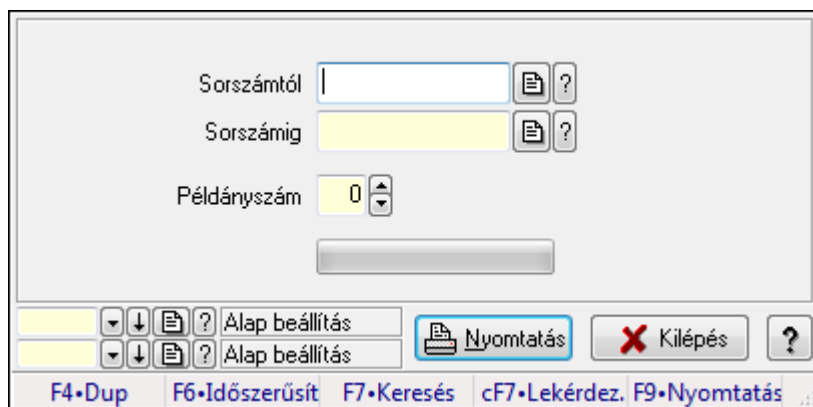 Sorszámtól ?
Sorszámig ?
Példányszám 0
? Alap beállítás
? Alap beállítás
Nyomtatás Kilépés ?
F4•Dup F6•Időszerűsít F7•Keresés cF7•Lekérdez. F9•Nyomtatás